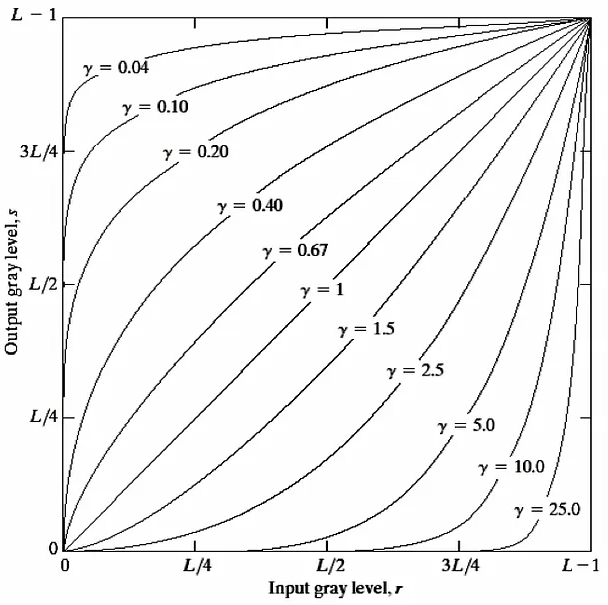 L − 1
γ = 0.04
γ = 0.10
3L/4
γ = 0.20
γ = 0.40
γ = 0.67
Output gray level, s
L/2
γ = 1
γ = 1.5
γ = 2.5
L/4
γ = 5.0
γ = 10.0
γ = 25.0
0
0
L/4
L/2
3L/4
L − 1
Input gray level, r